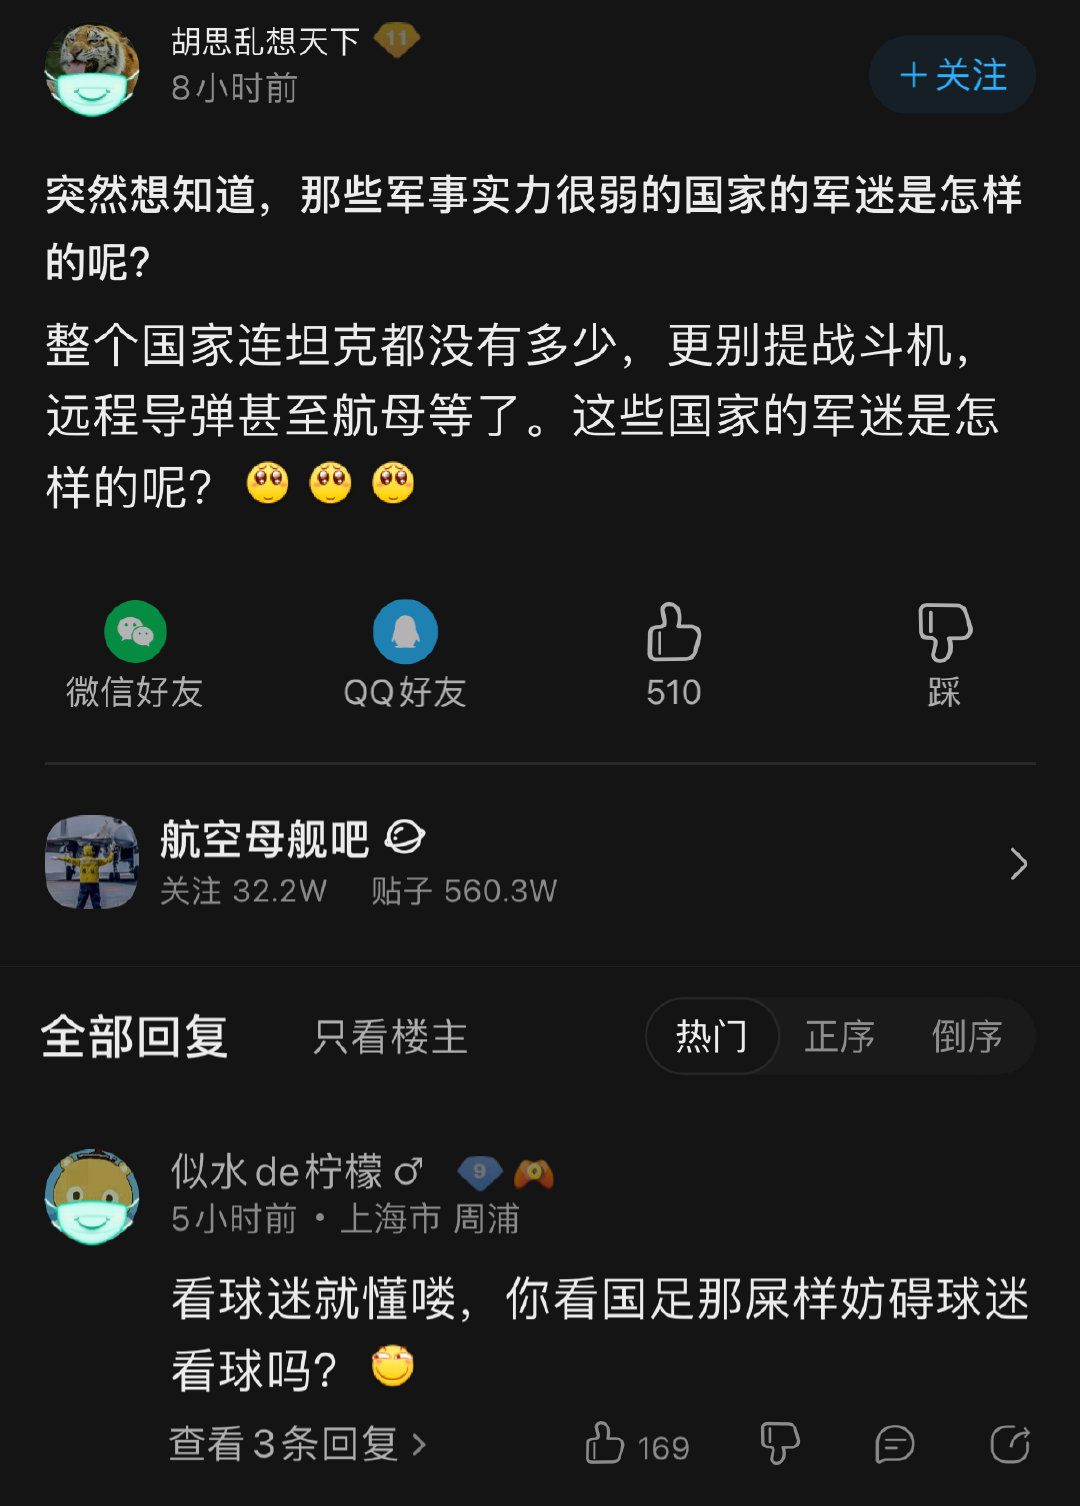 胡思乱想天下 11
8小时前
+关注
突然想知道，那些军事实力很弱的国家的军迷是怎样
的呢?
整个国家连坦克都没有多少，更别提战斗机，
远程导弹甚至航母等了。这些国家的军迷是怎
样的呢?
微信好友
QQ好友
510
踩
航空母舰吧
关注 32.2W 贴子 560.3W
全部回复
只看楼主
热门
正序
倒序
似水de柠檬♂ 9
5小时前・上海市 周浦
看球迷就懂喽，你看国足那屎样妨碍球迷
看球吗?
查看3条回复 >
169